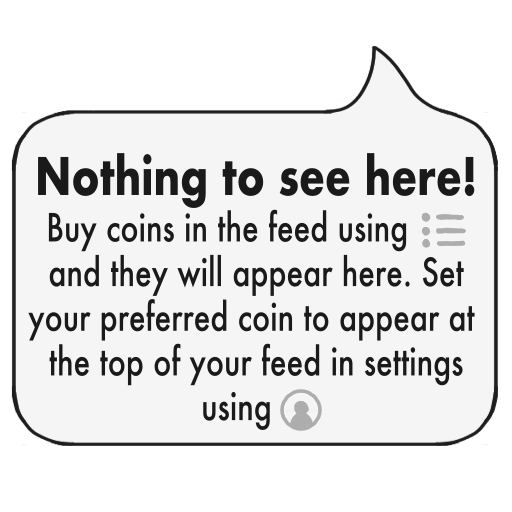 Nothing to see here!
Buy coins in the feed using
and they will appear here. Set
your preferred coin to appear at
the top of your feed in settings
using